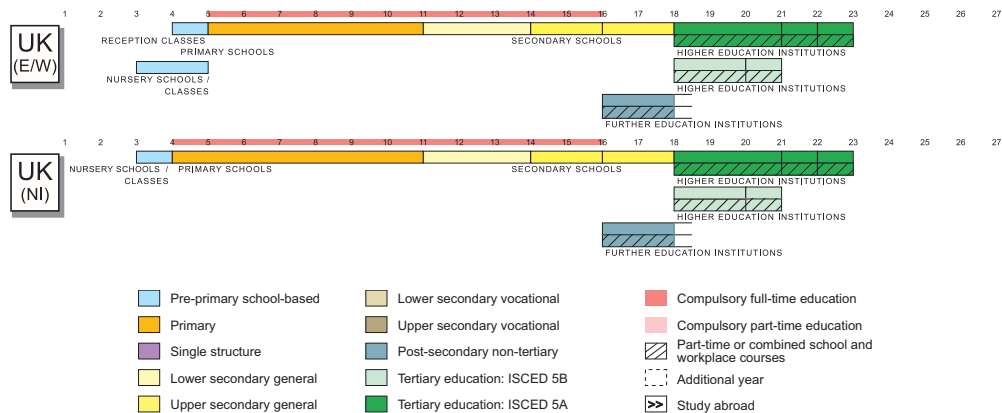 1 2 3 4 5 6 7 8 9 10 11 12 13 14 15 16 17 18 19 20 21 22 23 24 25 26 27
UK
(E/W)
RECEPTION CLASSES
PRIMARY SCHOOLS
SECONDARY SCHOOLS
HIGHER EDUCATION INSTITUTIONS
NURSERY SCHOOLS /
CLASSES
HIGHER EDUCATION INSTITUTIONS
FURTHER EDUCATION INSTITUTIONS
1 2 3 4 5 6 7 8 9 10 11 12 13 14 15 16 17 18 19 20 21 22 23 24 25 26 27
UK
(NI)
NURSERY SCHOOLS /
CLASSES
PRIMARY SCHOOLS
SECONDARY SCHOOLS
HIGHER EDUCATION INSTITUTIONS
HIGHER EDUCATION INSTITUTIONS
FURTHER EDUCATION INSTITUTIONS
Pre-primary school-based
Primary
Single structure
Lower secondary general
Upper secondary general
Lower secondary vocational
Upper secondary vocational
Post-secondary non-tertiary
Tertiary education: ISCED 5B
Tertiary education: ISCED 5A
Compulsory full-time education
Compulsory part-time education
Part-time or combined school and
workplace courses
Additional year
>> Study abroad